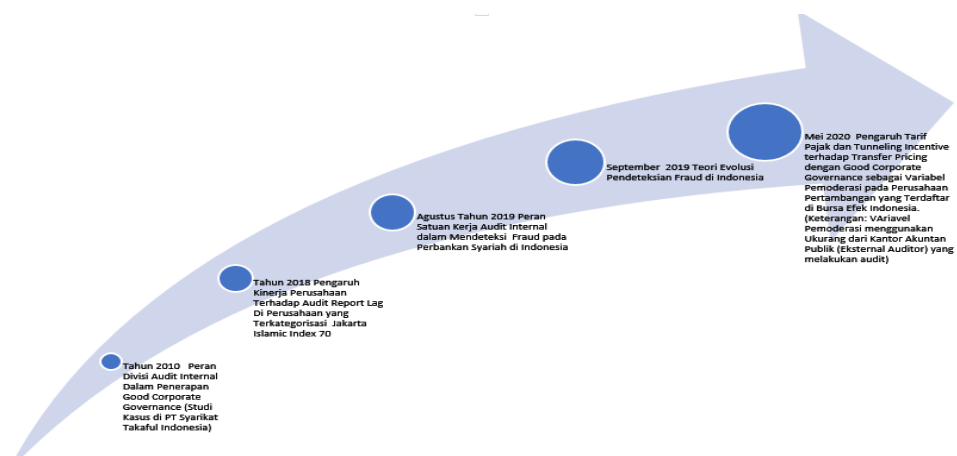 Tahun 2010 Peran
Divisi Audit Internal
Dalam Penerapan
Good Corporate
Governance (Studi
Kasus di PT Syarikat
Takaful Indonesia)
Tahun 2018 Pengaruh
Kinerja Perusahaan
Terhadap Audit Report Lag
Di Perusahaan yang
Terkategorisasi Jakarta
Islamic Index 70
Agustus Tahun 2019 Peran
Satuan Kerja Audit Internal
dalam Mendeteksi Fraud pada
Perbankan Syariah di Indonesia
September 2019 Teori Evolusi
Pendeteksian Fraud di Indonesia
Mei 2020 Pengaruh Tarif
Pajak dan Tunneling Incentive
terhadap Transfer Pricing
dengan Good Corporate
Governance sebagai Variabel
Pemoderasi pada Perusahaan
Pertambangan yang Terdaftar
di Bursa Efek Indonesia.
(Keterangan: VAriavel
Pemoderasi menggunakan
Ukurang dari Kantor Akuntan
Publik (Eksternal Auditor) yang
melakukan audit)